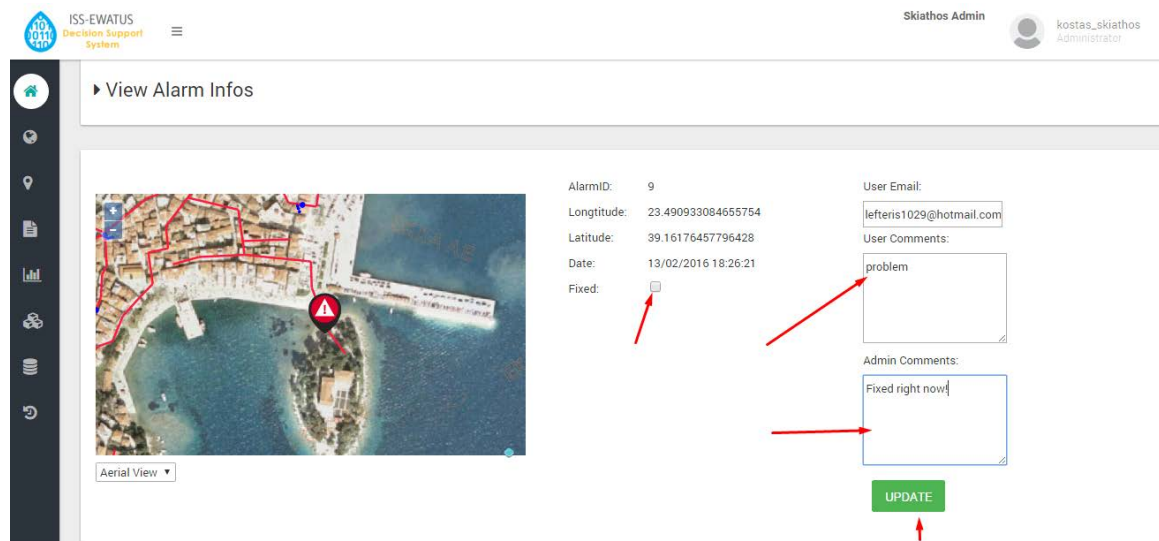 ISS-EWATUS
Decision Support
System
Skiathos Admin
kostas_skiathos
Administrator
View Alarm Infos
+
-
Aerial View
AlarmID: 9
Longtitude: 23.490933084655754
Latitude: 39.16176457796428
Date: 13/02/2016 18:26:21
Fixed:
User Email:
lefteris1029@hotmail.com
User Comments:
problem
Admin Comments:
Fixed right now!
UPDATE